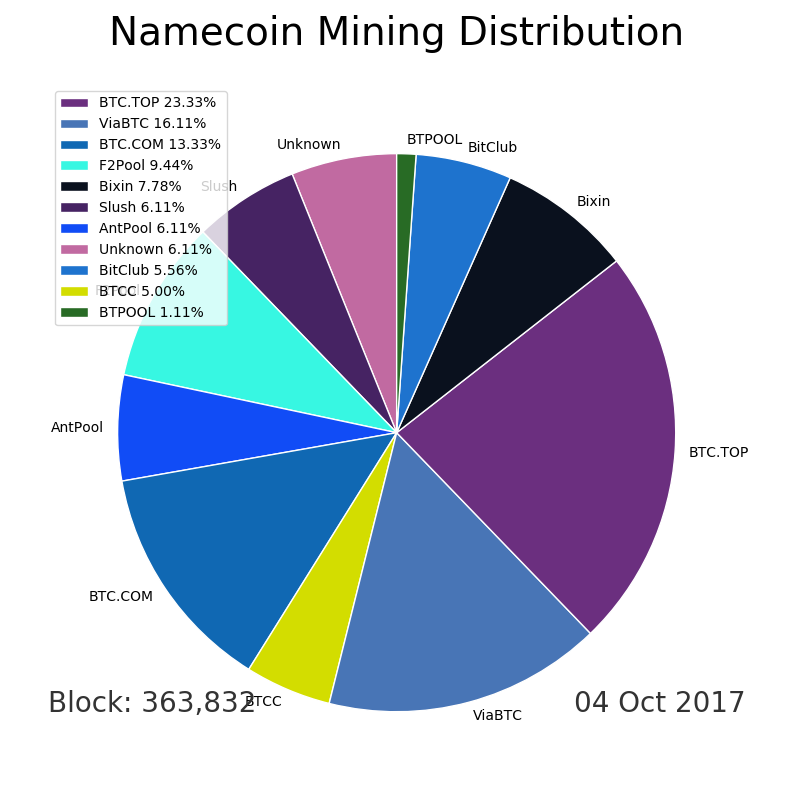 Namecoin Mining Distribution
BTC.TOP 23.33%
ViaBTC 16.11%
BTC.COM 13.33%
F2Pool 9.44%
Bixin 7.78%
Slush 6.11%
AntPool 6.11%
Unknown 6.11%
BitClub 5.56%
BTCC 5.00%
BTPOOL 1.11%
Unknown
BTPOOL
BitClub
Bixin
Slush
F2Pool
AntPool
BTC.TOP
BTC.COM
BTCC
ViaBTC
Block: 363,832
04 Oct 2017